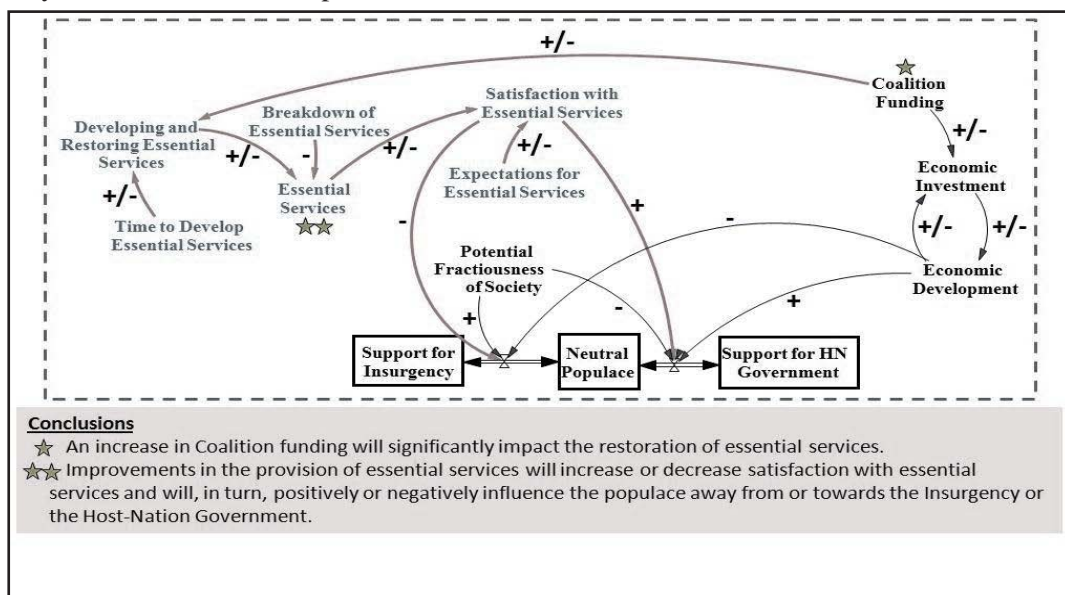 +/-
Coalition
Funding
Satisfaction with
Essential Services
Breakdown of
Essential Services
Developing and
Restoring Essential
Services
+/-
-
+/-
+/-
+/-
Economic
Investment
Expectations for
Essential Services
Essential
Services
+/-
Time to Develop
Essential Services
-
+
-
+/-
+/-
Potential
Fractiousness
of Society
Economic
Development
+
-
+
Support for
Insurgency
Neutral
Populace
Support for HN
Government
Conclusions
An increase in Coalition funding will significantly impact the restoration of essential services.
Improvements in the provision of essential services will increase or decrease satisfaction with essential
services and will, in turn, positively or negatively influence the populace away from or towards the Insurgency or
the Host-Nation Government.